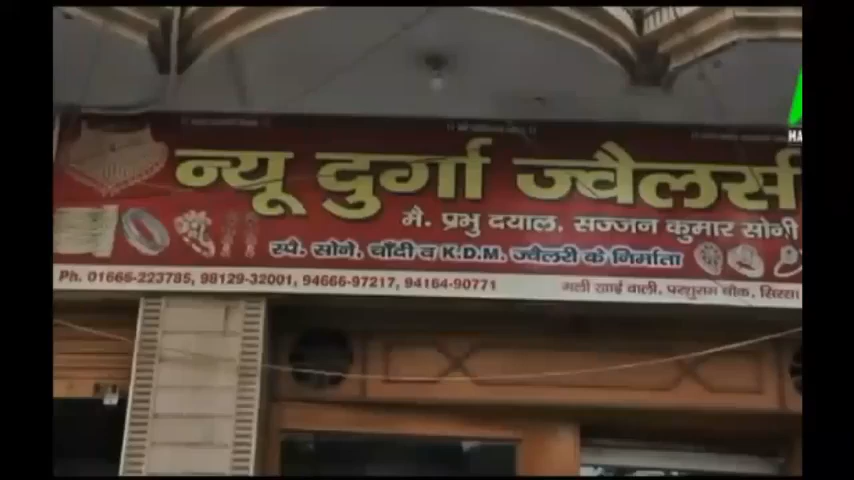 न्यू दुर्गा ज्वैलर्स
मै. प्रभु दयाल, सज्जन कुमार सोनी
स्पे. सोने, चाँदी व K.D.M. ज्वैलरी के निर्माता
Ph. 01666-223785, 98129-32001, 94666-97217, 94164-90771
गली खाई वाली, परशुराम चौक, सिरसा